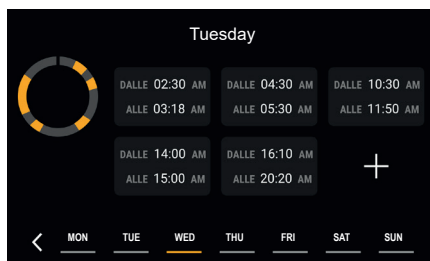 Tuesday
DALLE 02:30 AM
ALLE 03:18 AM
DALLE 04:30 AM
ALLE 05:30 AM
DALLE 10:30 AM
ALLE 11:50 AM
DALLE 14:00 AM
ALLE 15:00 AM
DALLE 16:10 AM
ALLE 20:20 AM
MON TUE WED THU FRI SAT SUN